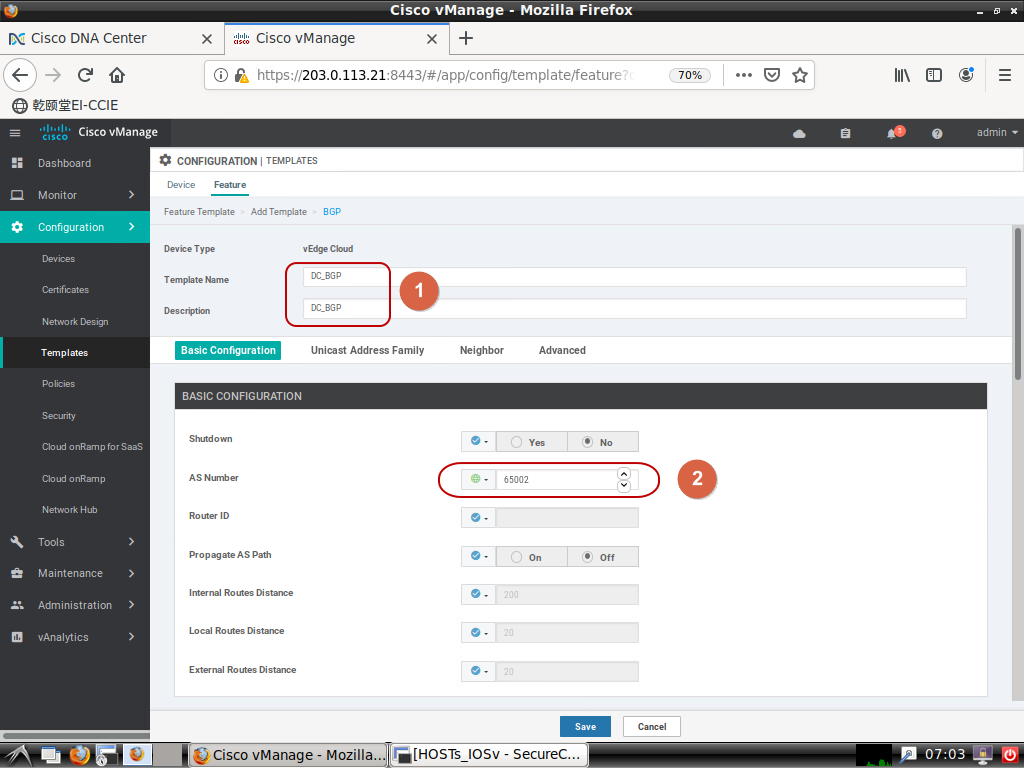 Cisco vManage - Mozilla Firefox
Cisco DNA Center
Cisco vManage
https://203.0.113.21:8443/#/app/config/template/feature?
70%
乾颐堂EI-CCIE
cisco Cisco vManage
admin
Dashboard
Monitor
Configuration
Devices
Certificates
Network Design
Templates
Policies
Security
Cloud onRamp for SaaS
Cloud onRamp
Network Hub
Tools
Maintenance
Administration
vAnalytics
CONFIGURATION | TEMPLATES
Device Feature
Feature Template > Add Template > BGP
Device Type vEdge Cloud
Template Name DC_BGP
1
Description DC_BGP
Basic Configuration Unicast Address Family Neighbor Advanced
BASIC CONFIGURATION
Shutdown Yes No
AS Number 65002
2
Router ID
Propagate AS Path On Off
Internal Routes Distance 200
Local Routes Distance 20
External Routes Distance 20
Save Cancel
Cisco vManage - Mozilla... [HOSTs_IOSv - SecureC... 07:03